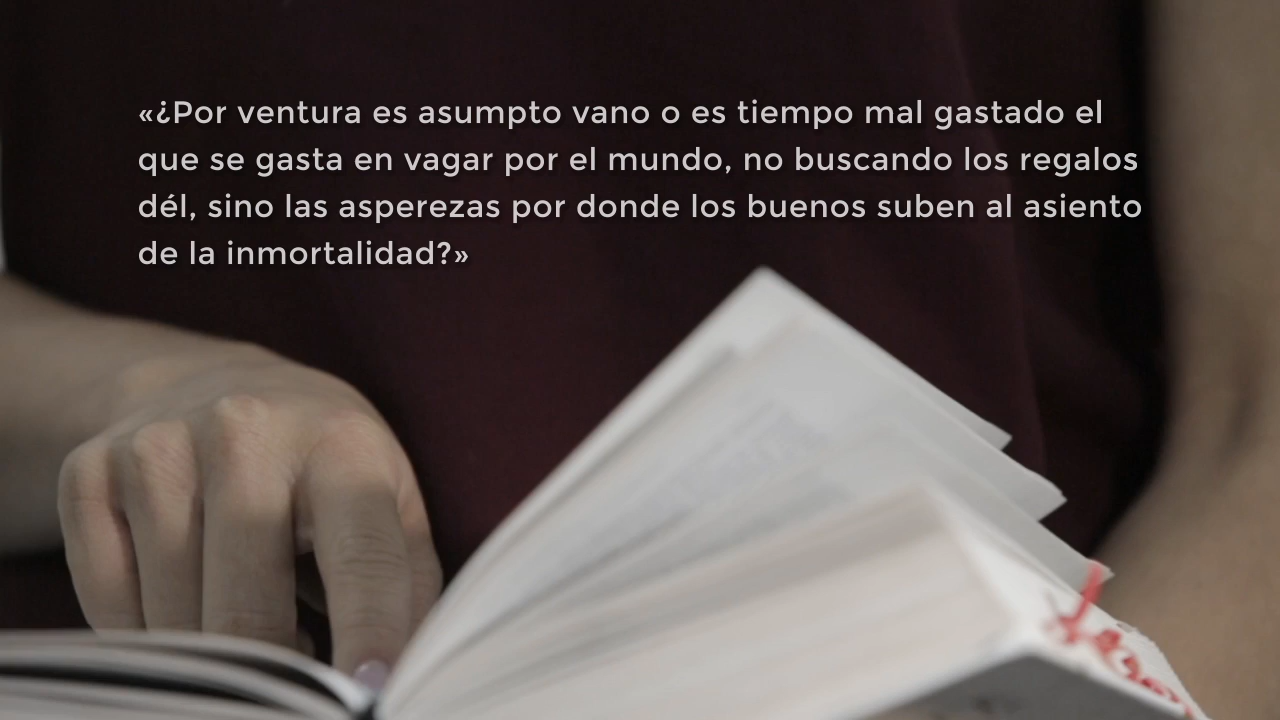 «¿Por ventura es asumpto vano o es tiempo mal gastado el
que se gasta en vagar por el mundo, no buscando los regalos
dél, sino las asperezas por donde los buenos suben al asiento
de la inmortalidad?»